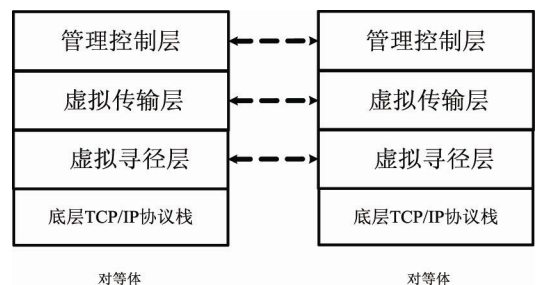 管理控制层
管理控制层
虚拟传输层
虚拟传输层
虚拟寻径层
虚拟寻径层
底层TCP/IP协议栈
底层TCP/IP协议栈
对等体
对等体